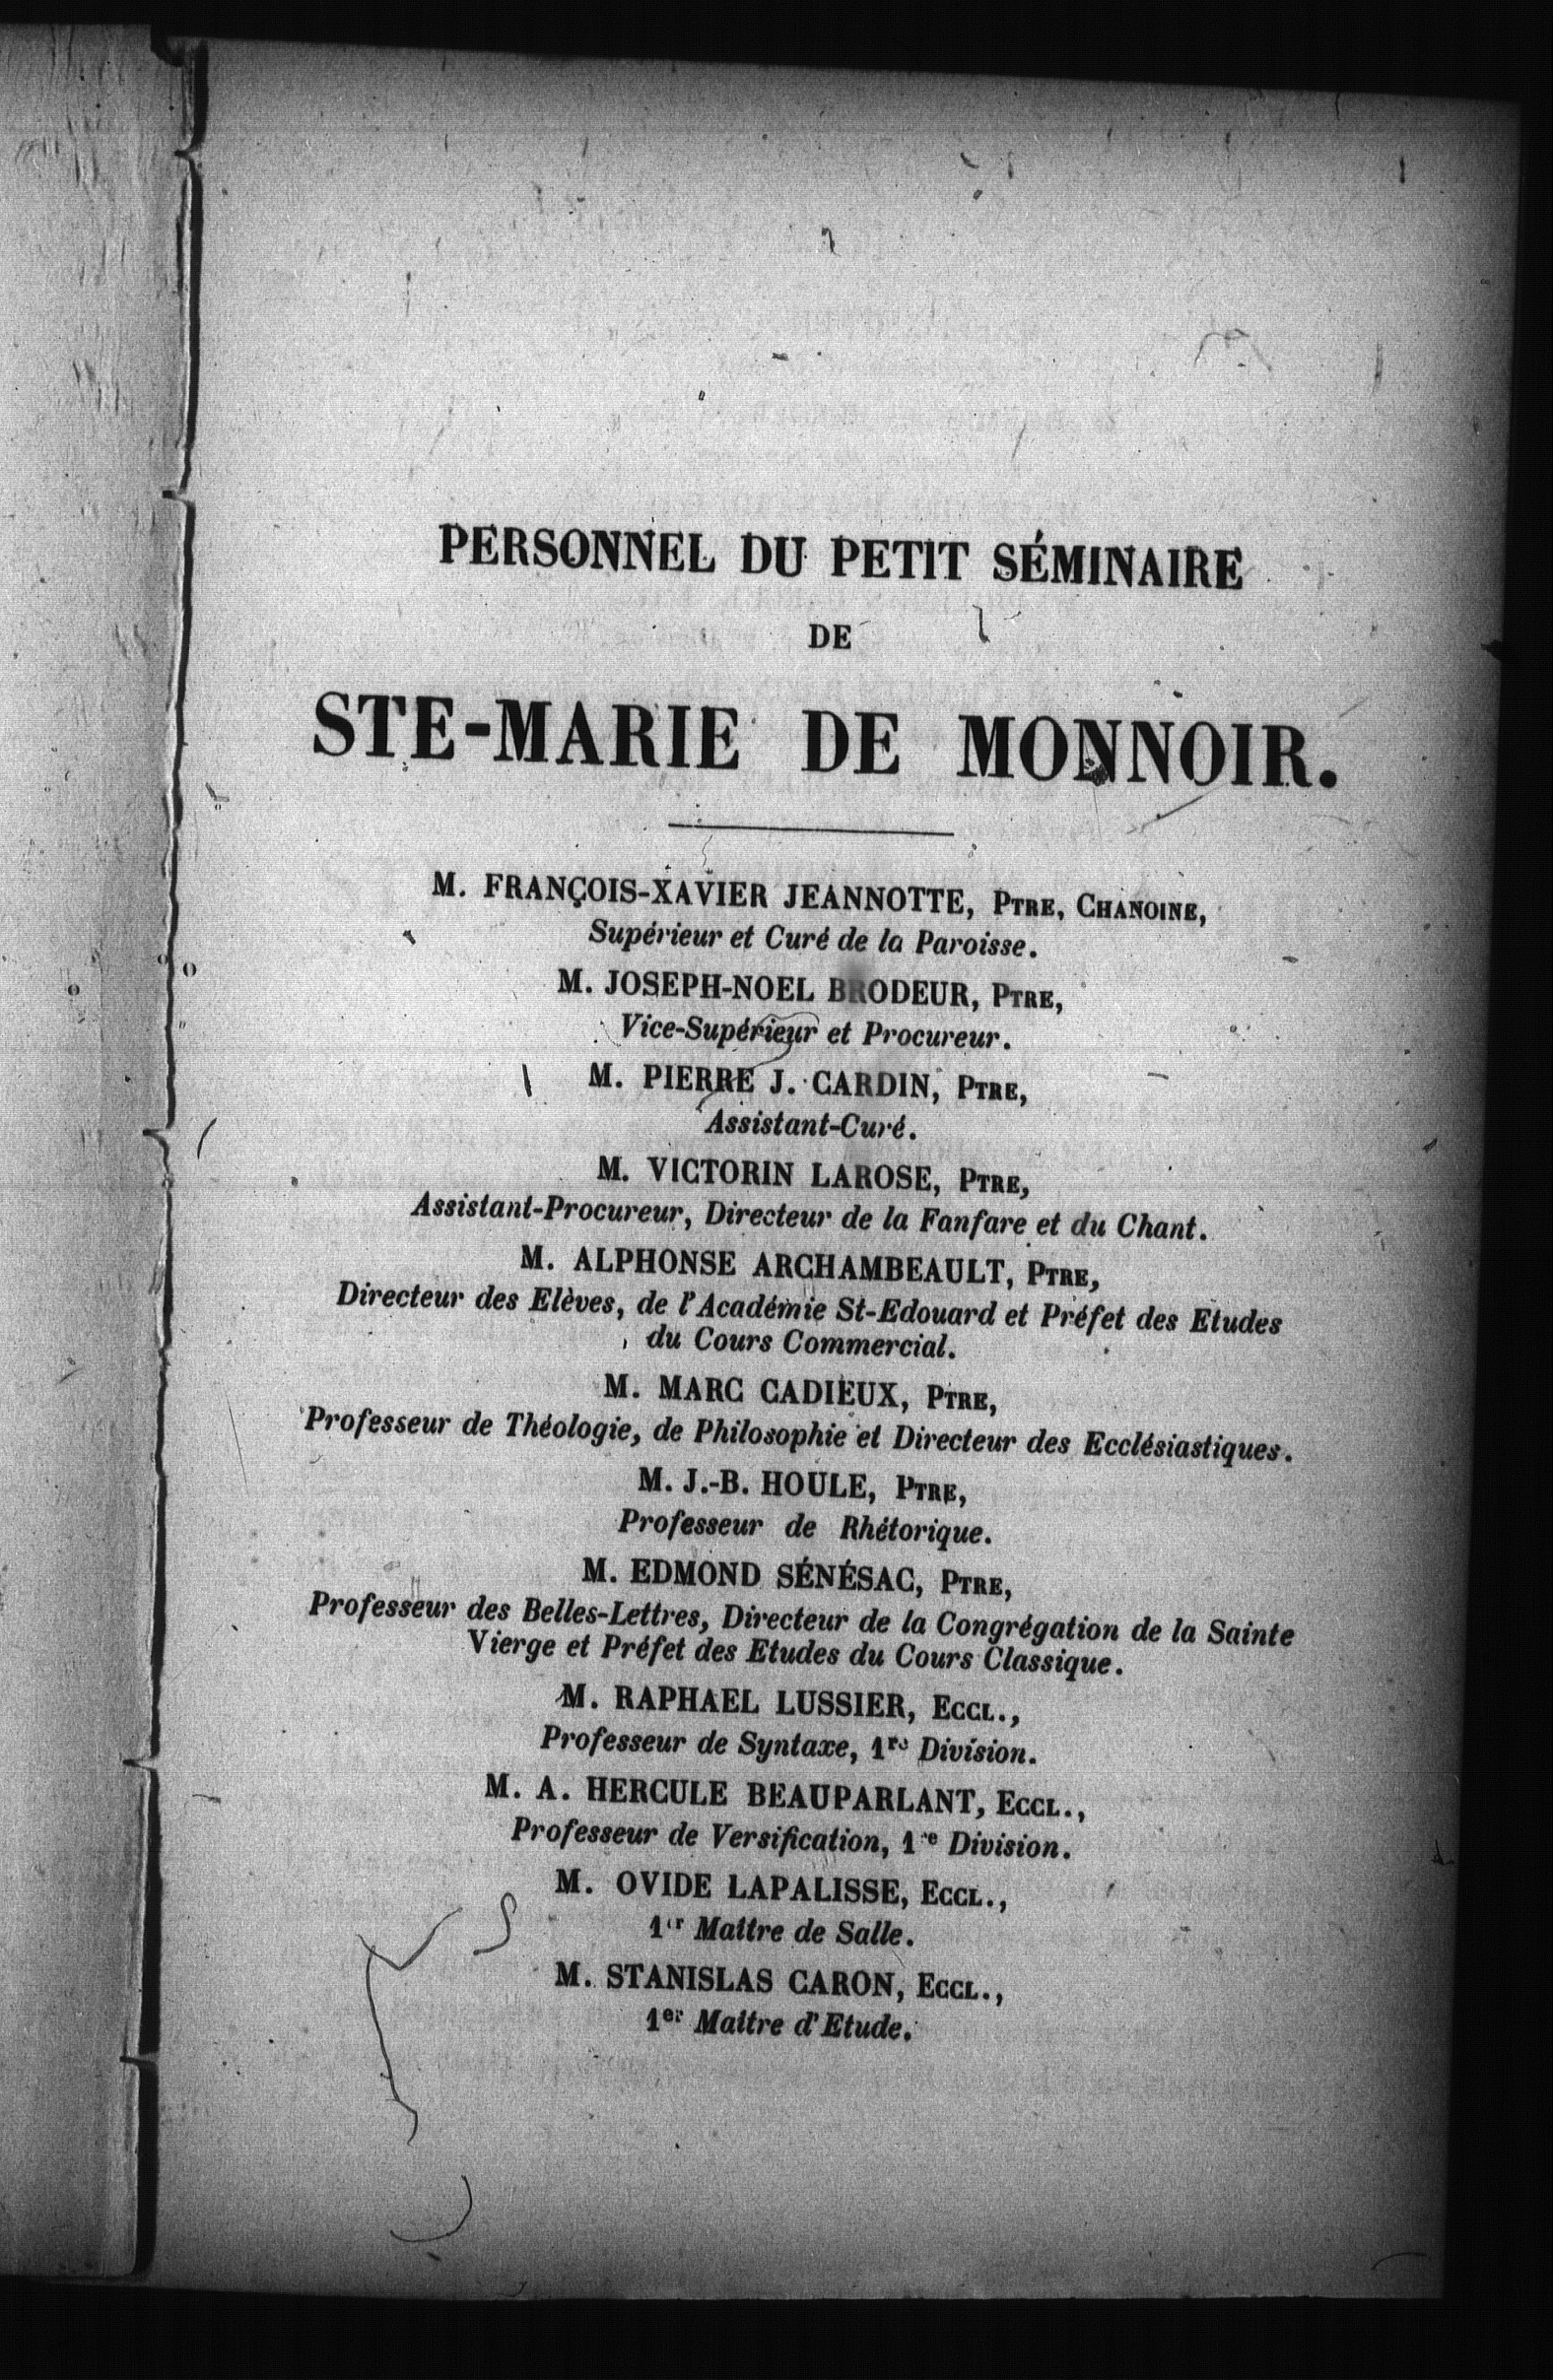 PERSONNEL DU PETIT SÉMINAIRE
DE
STE-MARIE DE MONNOIR.
M. FRANÇOIS-XAVIER JEANNOTTE, PTRE, CHANOINE,
Supérieur et Curé de la Paroisse.
M. JOSEPH-NOEL BRODEUR, PTRE,
Vice-Supérieur et Procureur.
M. PIERRE J. CARDIN, PTRE,
Assistant-Curé.
M. VICTORIN LAROSE, PTRE,
Assistant-Procureur, Directeur de la Fanfare et du Chant.
M. ALPHONSE ARCHAMBEAULT, PTRE,
Directeur des Elèves, de l'Académie St-Edouard et Préfet des Etudes
du Cours Commercial.
M. MARC CADIEUX, PTRE,
Professeur de Théologie, de Philosophie et Directeur des Ecclésiastiques.
M. J.-B. HOULE, PTRE,
Professeur de Rhétorique.
M. EDMOND SÉNÉSAC, PTRE,
Professeur des Belles-Lettres, Directeur de la Congrégation de la Sainte
Vierge et Préfet des Etudes du Cours Classique.
M. RAPHAEL LUSSIER, ECCL.,
Professeur de Syntaxe, 1re Division.
M. A. HERCULE BEAUPARLANT, ECCL.,
Professeur de Versification, 1re Division.
M. OVIDE LAPALISSE, ECCL.,
1er Maître de Salle.
M. STANISLAS CARON, ECCL.,
1er Maître d'Etude.